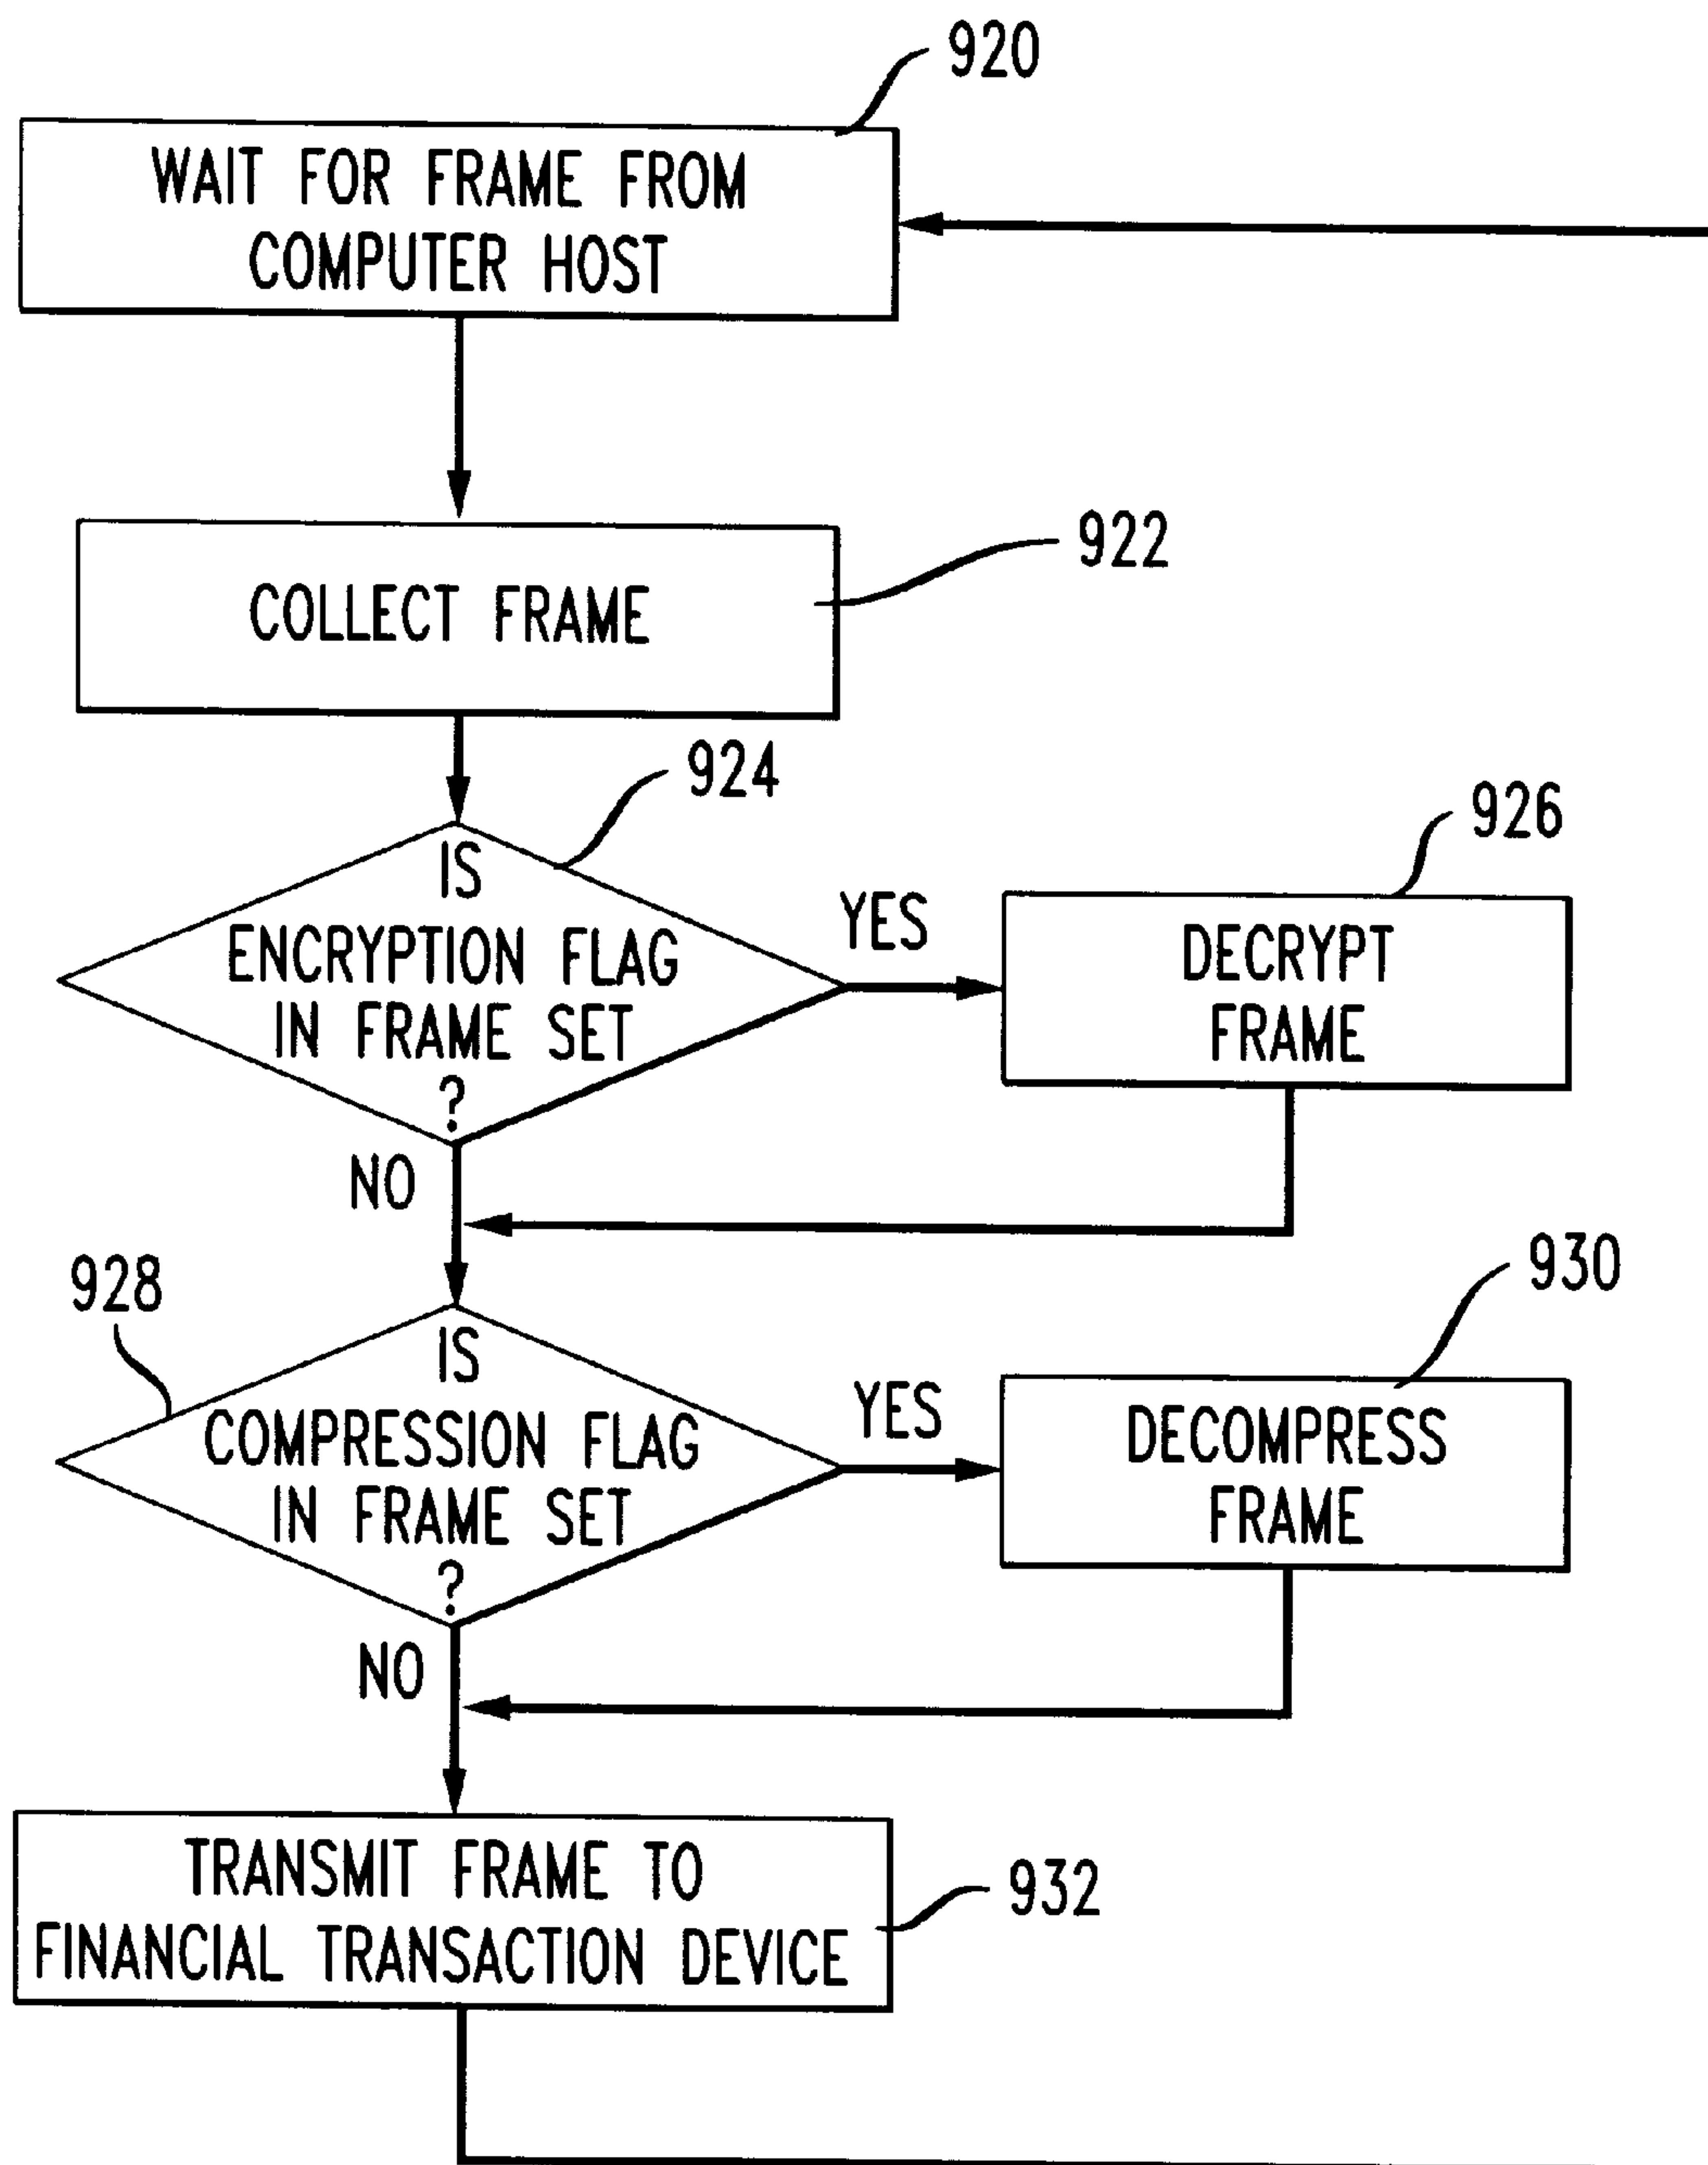 920
WAIT FOR FRAME FROM
COMPUTER HOST
922
COLLECT FRAME
924
IS
ENCRYPTION FLAG
IN FRAME SET
?
YES
926
DECRYPT
FRAME
NO
928
IS
COMPRESSION FLAG
IN FRAME SET
?
YES
930
DECOMPRESS
FRAME
NO
TRANSMIT FRAME TO
FINANCIAL TRANSACTION DEVICE
932